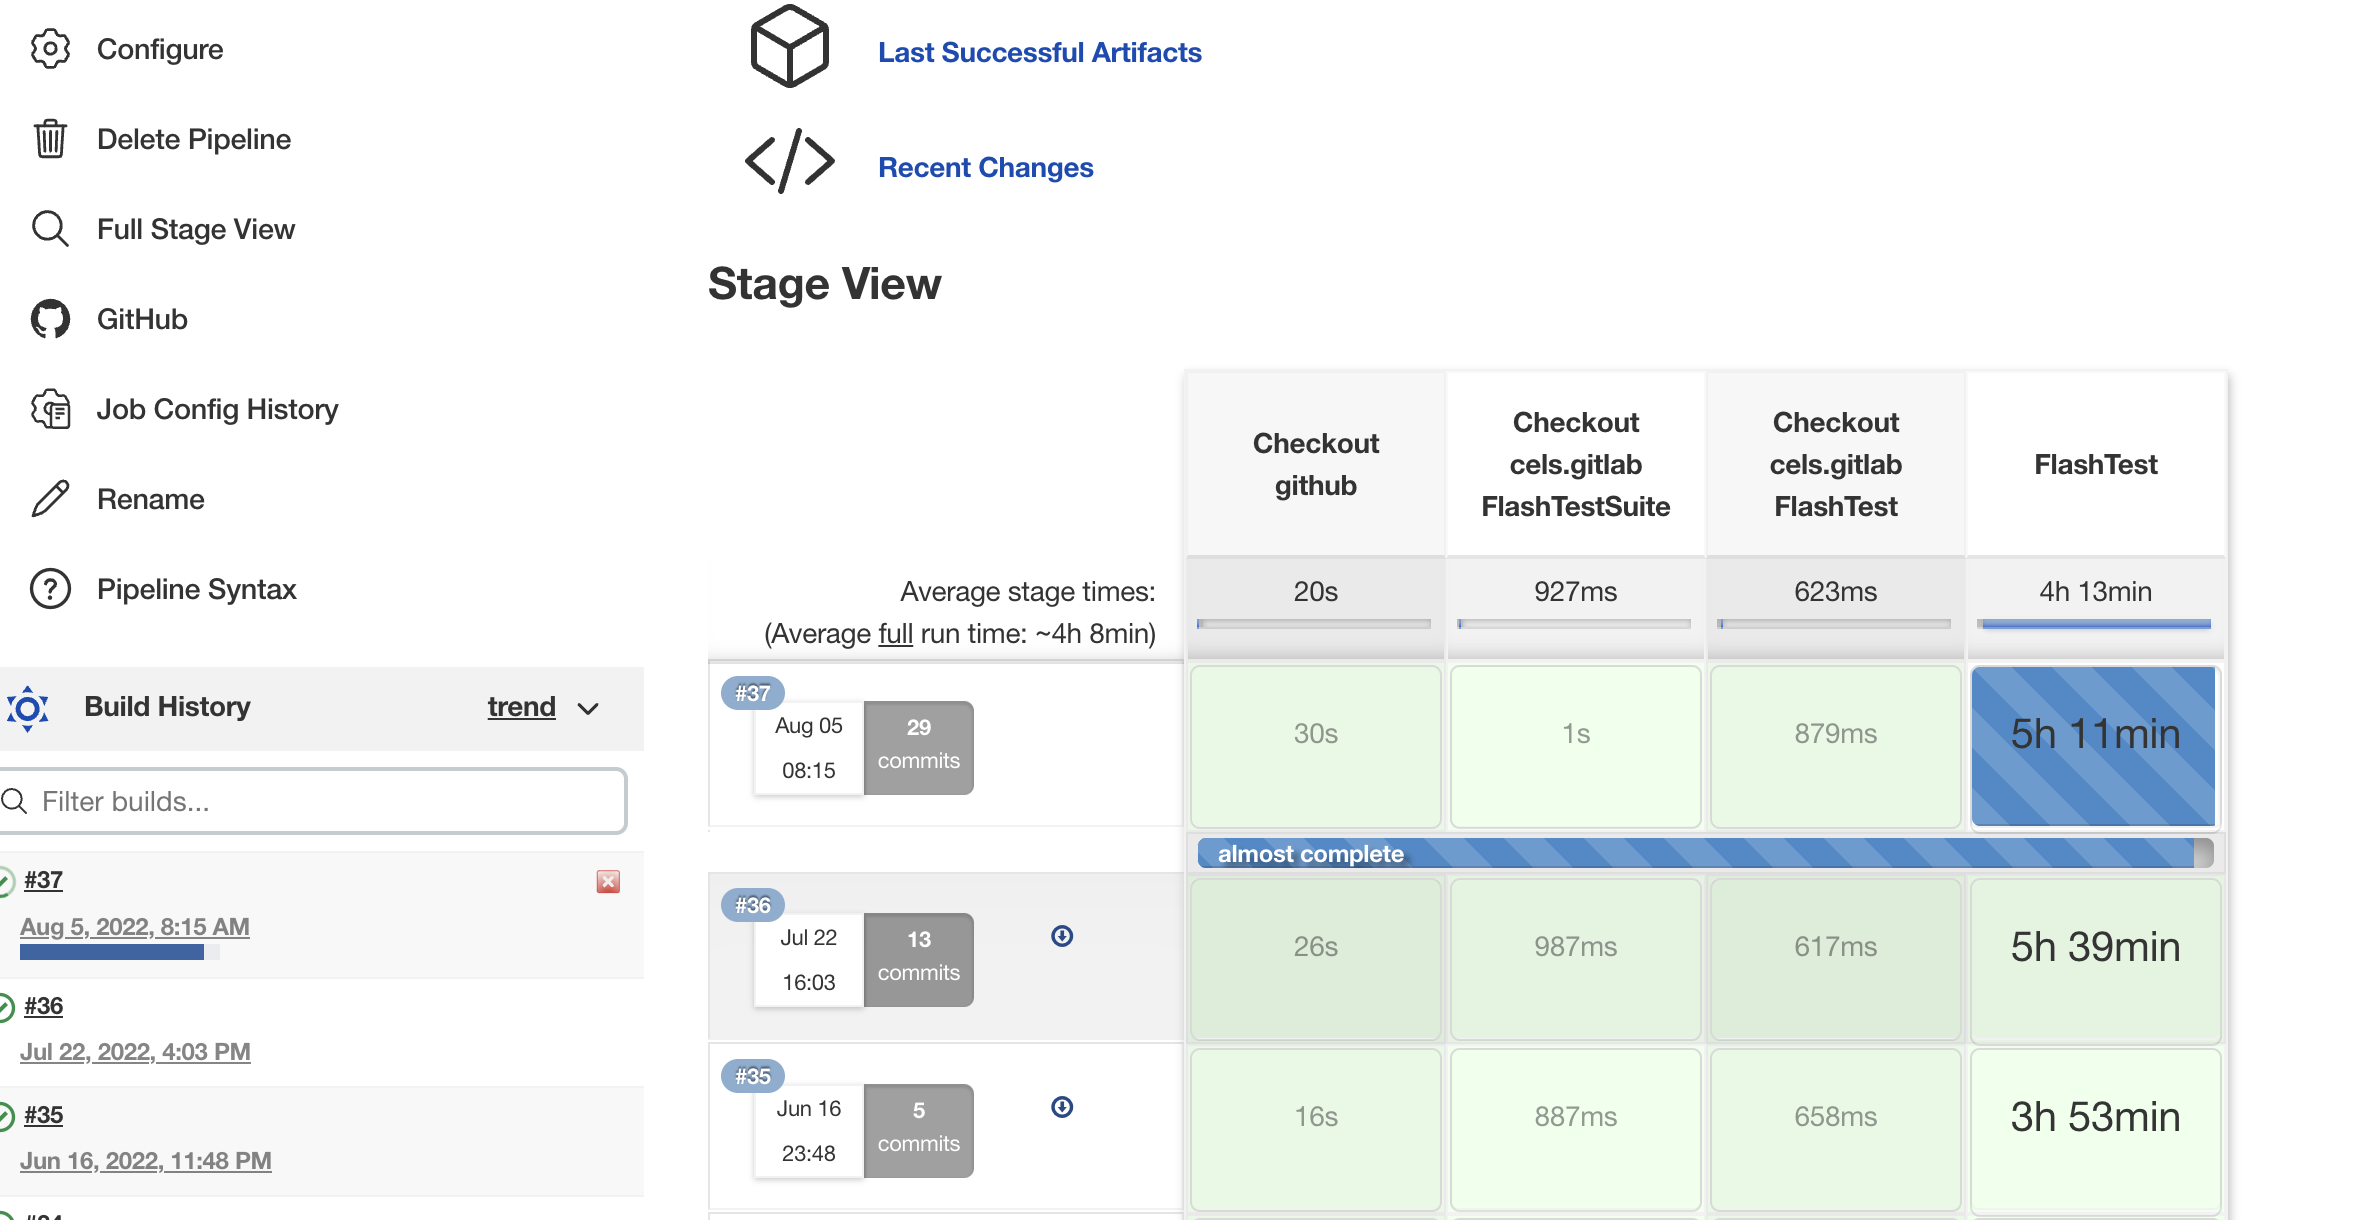 Configure
Delete Pipeline
Full Stage View
GitHub
Job Config History
Rename
Pipeline Syntax
Build History
trend
Filter builds...
#37
Aug 5, 2022, 8:15 AM
#36
Jul 22, 2022, 4:03 PM
#35
Jun 16, 2022, 11:48 PM
Last Successful Artifacts
Recent Changes
Stage View
Checkout
github
Checkout
cels.gitlab
FlashTestSuite
Checkout
cels.gitlab
FlashTest
FlashTest
Average stage times:
(Average full run time: ~4h 8min)
20s
927ms
623ms
4h 13min
#37
Aug 05
08:15
29
commits
30s
1s
879ms
5h 11min
almost complete
#36
Jul 22
16:03
13
commits
26s
987ms
617ms
5h 39min
#35
Jun 16
23:48
5
commits
16s
887ms
658ms
3h 53min